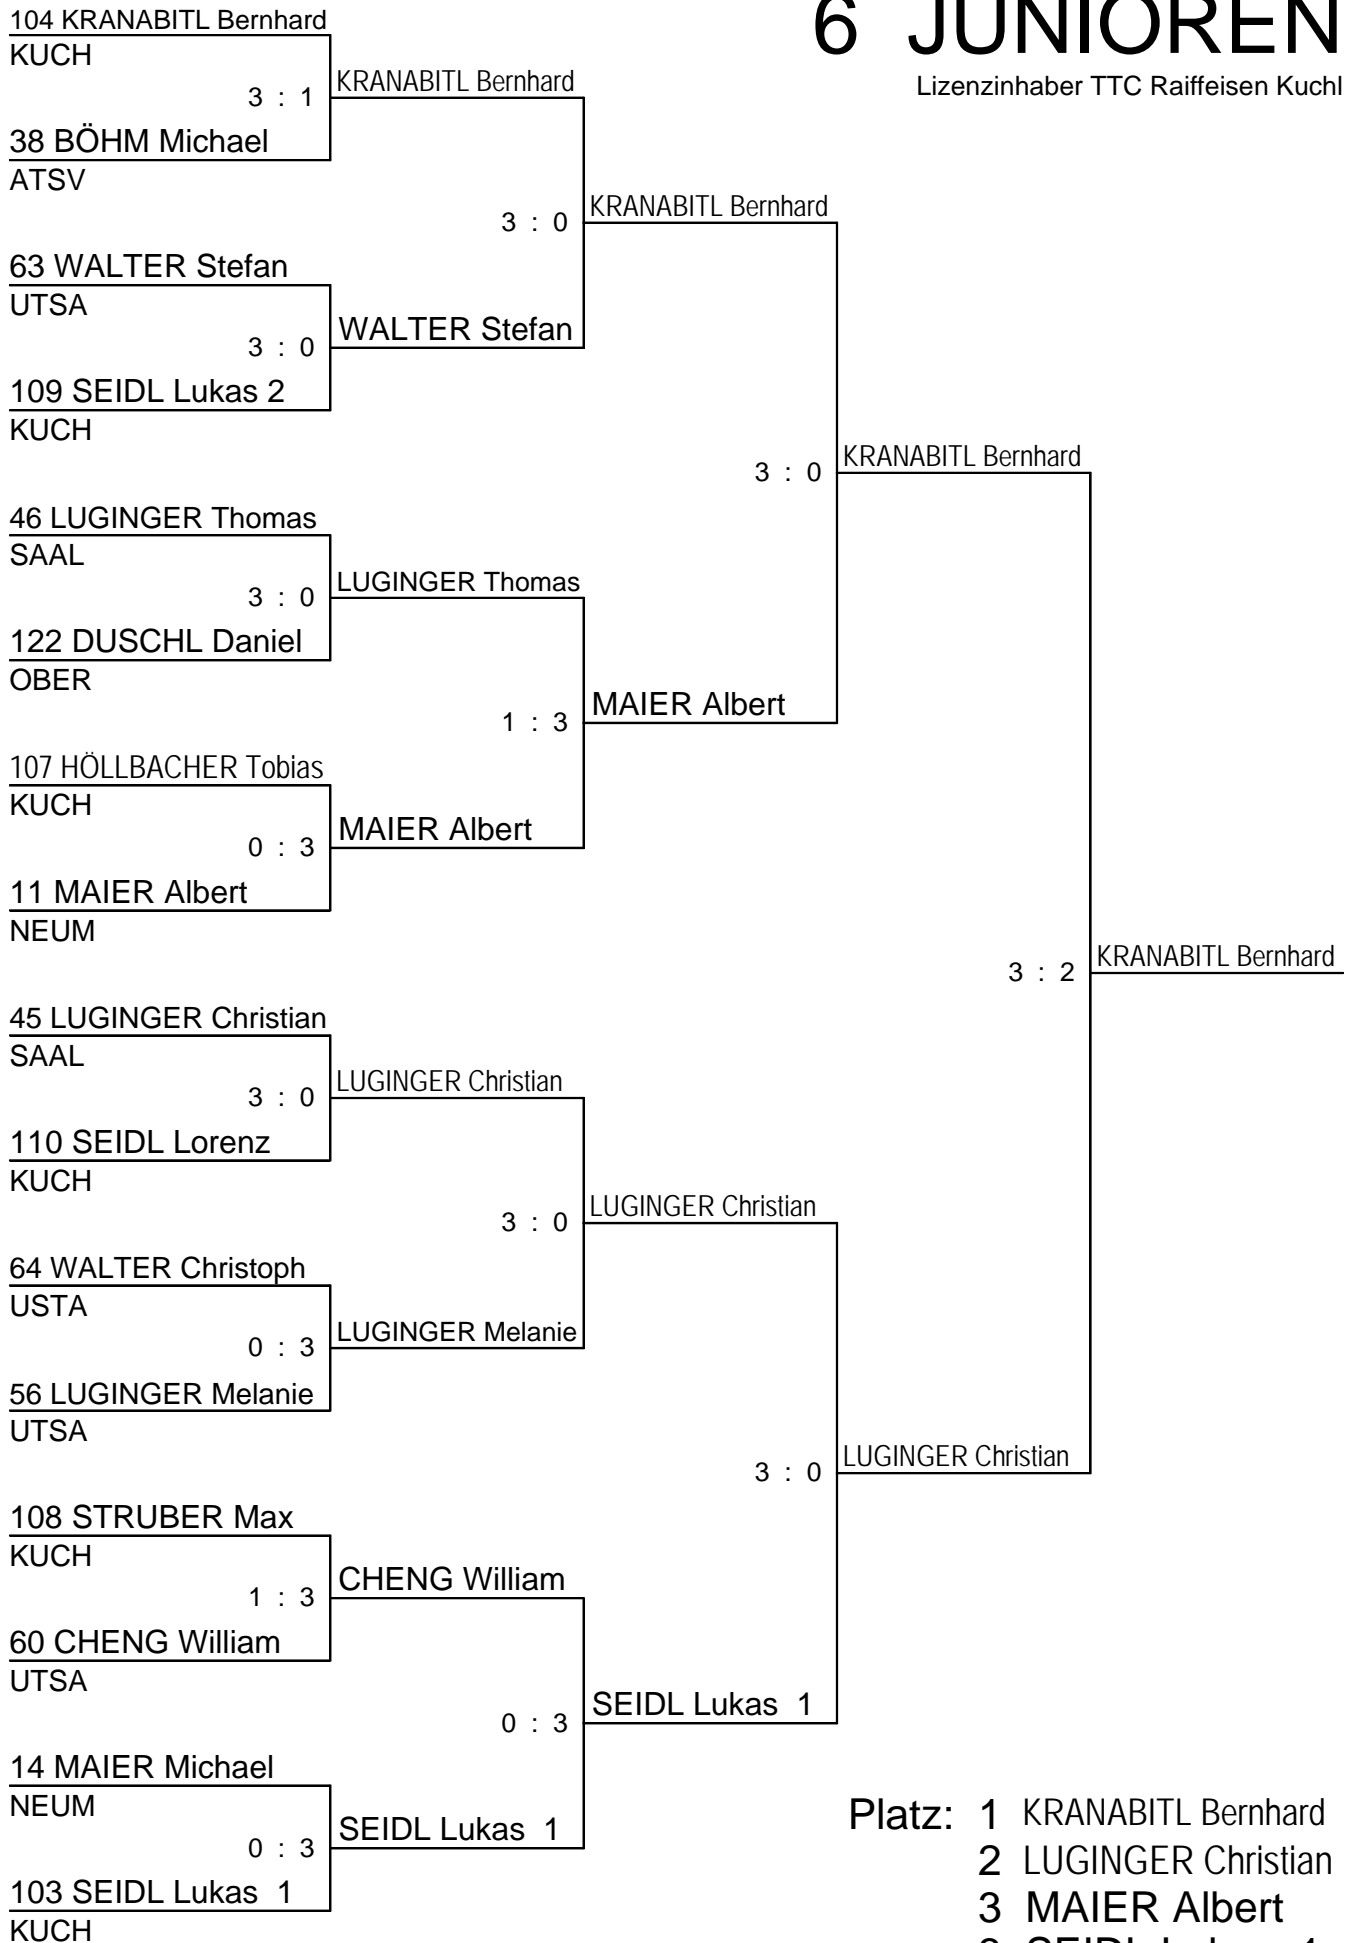 6 JUNIOREN
Lizenzinhaber TTC Raiffeisen Kuchl
104 KRANABITL Bernhard
KUCH
3 : 1
KRANABITL Bernhard
38 BÖHM Michael
ATSV
3 : 0
KRANABITL Bernhard
63 WALTER Stefan
UTSA
3 : 0
WALTER Stefan
109 SEIDL Lukas 2
KUCH
3 : 0
KRANABITL Bernhard
46 LUGINGER Thomas
SAAL
3 : 0
LUGINGER Thomas
122 DUSCHL Daniel
OBER
1 : 3
MAIER Albert
107 HÖLLBACHER Tobias
KUCH
0 : 3
MAIER Albert
11 MAIER Albert
NEUM
3 : 2
KRANABITL Bernhard
45 LUGINGER Christian
SAAL
3 : 0
LUGINGER Christian
110 SEIDL Lorenz
KUCH
3 : 0
LUGINGER Christian
64 WALTER Christoph
USTA
0 : 3
LUGINGER Melanie
56 LUGINGER Melanie
UTSA
3 : 0
LUGINGER Christian
108 STRUBER Max
KUCH
1 : 3
CHENG William
60 CHENG William
UTSA
0 : 3
SEIDL Lukas 1
14 MAIER Michael
NEUM
0 : 3
SEIDL Lukas 1
103 SEIDL Lukas 1
KUCH
Platz: 1 KRANABITL Bernhard
2 LUGINGER Christian
3 MAIER Albert
3 SEIDL Lukas 1